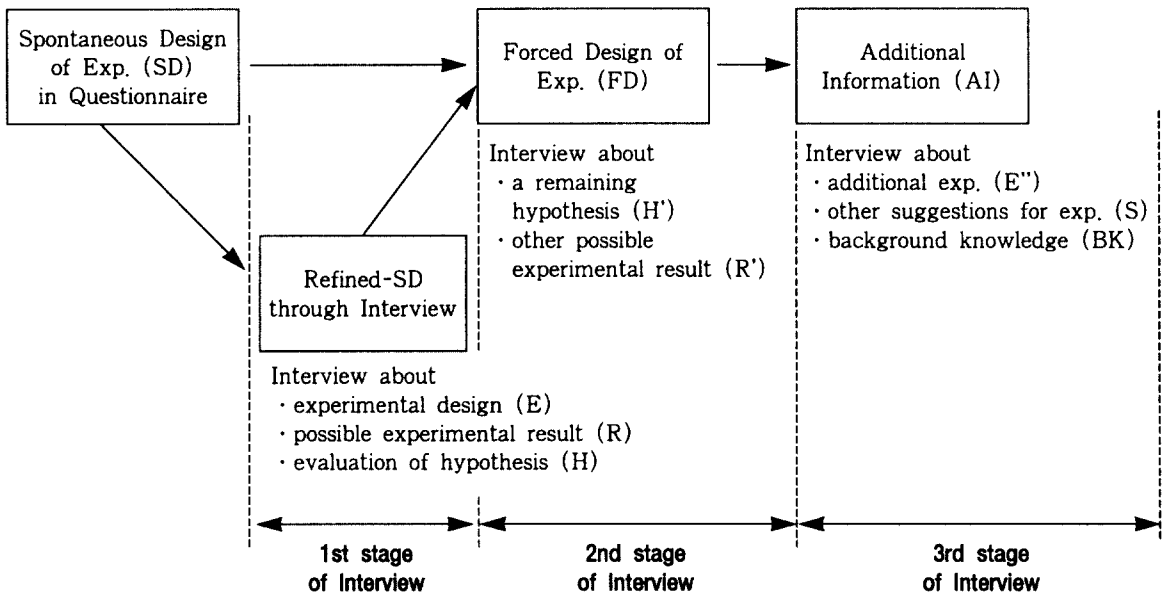 Spontaneous Design
of Exp. (SD)
in Questionnaire
Forced Design of
Exp. (FD)
Additional
Information (AI)
Interview about
· a remaining
hypothesis (H')
· other possible
experimental result (R')
Interview about
· additional exp. (E")
· other suggestions for exp. (S)
· background knowledge (BK)
Refined-SD
through Interview
Interview about
· experimental design (E)
· possible experimental result (R)
· evaluation of hypothesis (H)
1st stage
of Interview
2nd stage
of Interview
3rd stage
of Interview